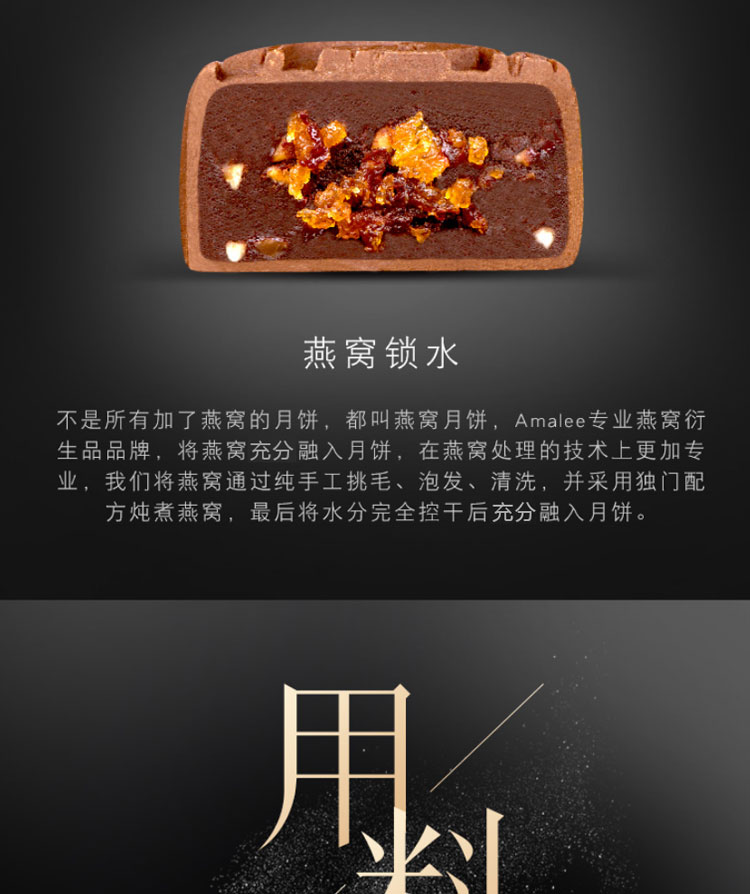 燕窝锁水
不是所有加了燕窝的月饼，都叫燕窝月饼，Amalee专业燕窝衍
生品品牌，将燕窝充分融入月饼，在燕窝处理的技术上更加专
业，我们将燕窝通过纯手工挑毛、泡发、清洗，并采用独门配
方炖煮燕窝，最后将水分完全控干后充分融入月饼。
用
料